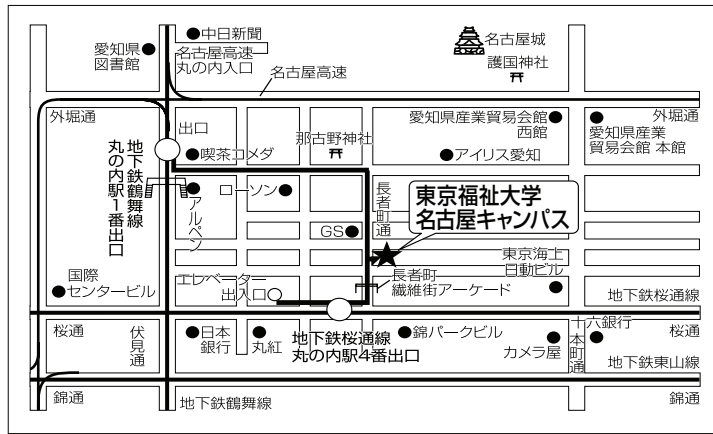 中日新聞
愛知県
図書館
名古屋高速
丸の内入口
名古屋高速
名古屋城
護国神社
外堀通
出口
那古野神社
愛知県産業貿易会館
西館
外堀通
愛知県産業
貿易会館 本館
地下鉄鶴舞線
丸の内駅1番出口
喫茶コメダ
アイリス愛知
アルペン
ローソン
長者町通
東京福祉大学
名古屋キャンパス
GS
東京海上
日動ビル
国際
センタービル
エレベーター
出入口
長者町
繊維街アーケード
地下鉄桜通線
桜通
伏見通
日本
銀行
丸紅
地下鉄桜通線
丸の内駅4番出口
錦パークビル
カメラ屋
本町通
十六銀行
桜通
地下鉄東山線
錦通
地下鉄鶴舞線
錦通